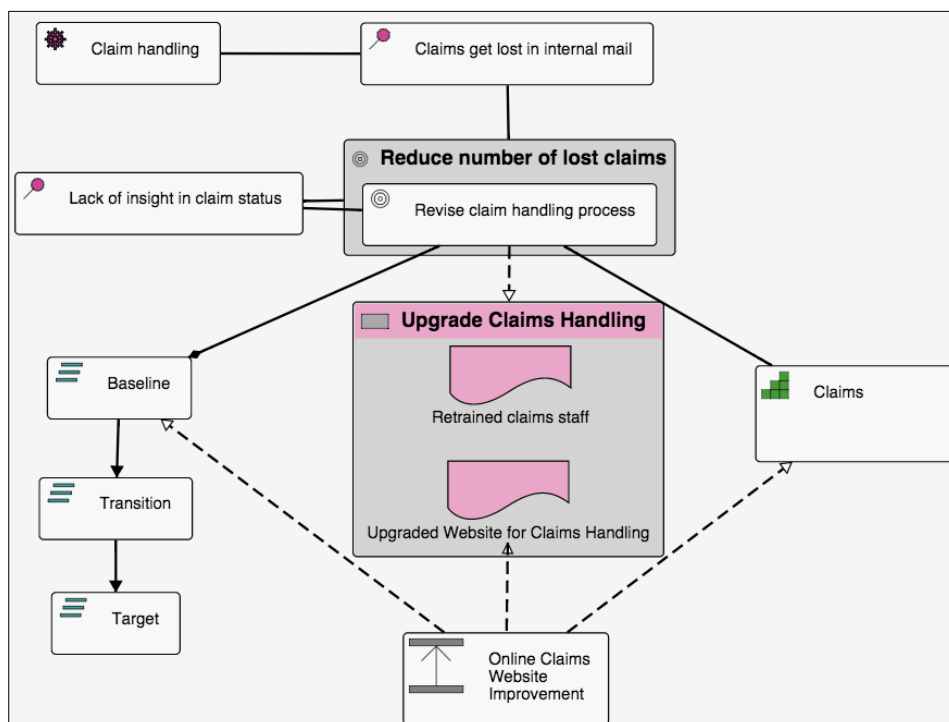 Claim handling
Claims get lost in internal mail
Reduce number of lost claims
Lack of insight in claim status
Revise claim handling process
Upgrade Claims Handling
Baseline
Claims
Retrained claims staff
Transition
Upgraded Website for Claims Handling
Target
Online Claims
Website
Improvement